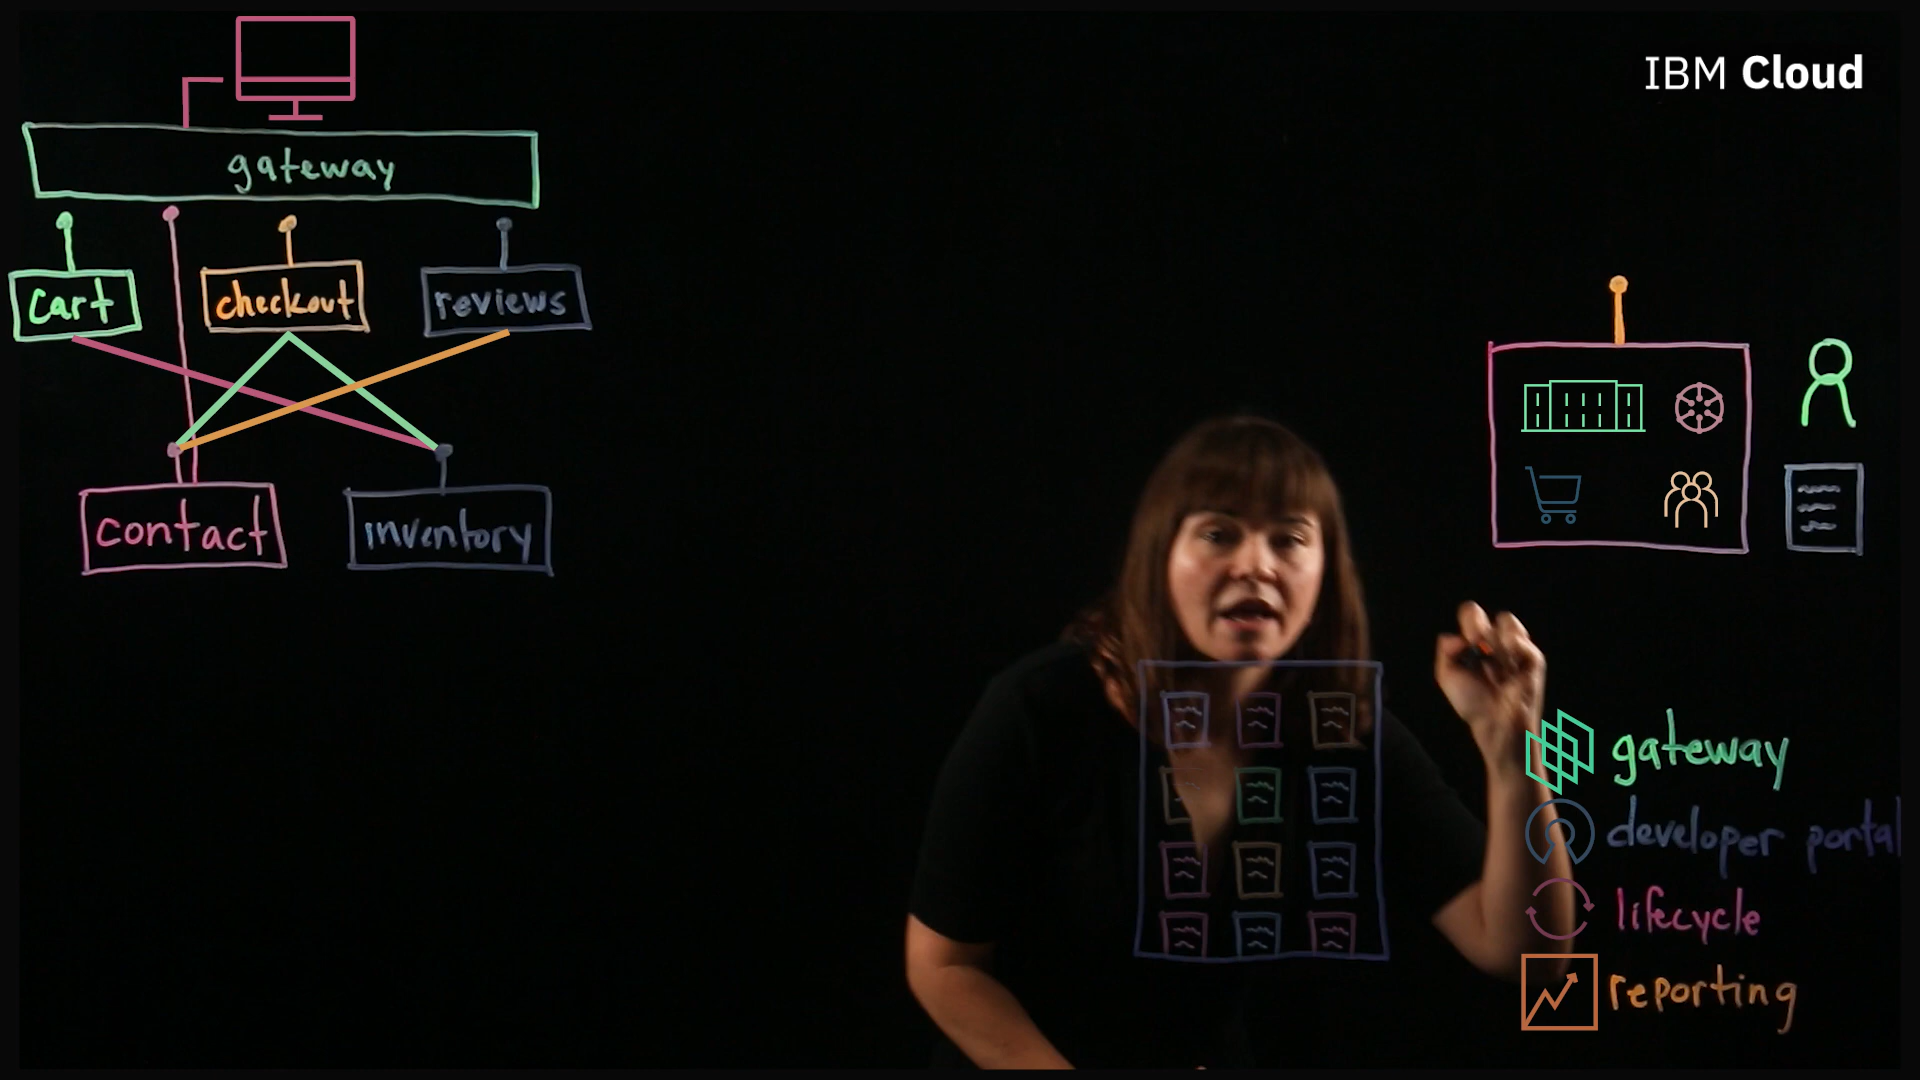 IBM Cloud
gateway
cart
checkout
reviews
contact
inventory
gateway
developer portal
lifecycle
reporting